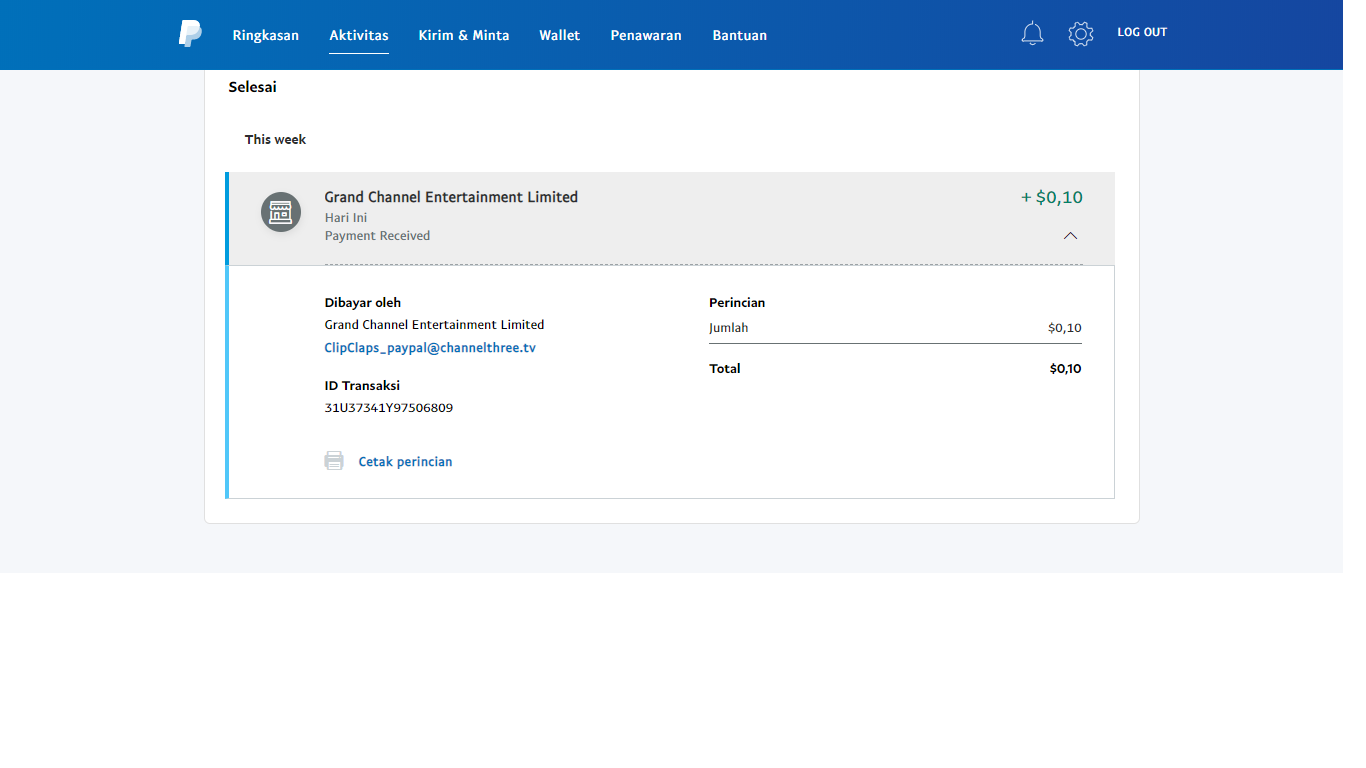 Ringkasan Aktivitas Kirim & Minta Wallet Penawaran Bantuan LOG OUT
Selesai
This week
Grand Channel Entertainment Limited + $0,10
Hari Ini
Payment Received
Dibayar oleh
Grand Channel Entertainment Limited
ClipClaps_paypal@channelthree.tv
ID Transaksi
31U37341Y97506809
Cetak perincian
Perincian
Jumlah $0,10
Total $0,10